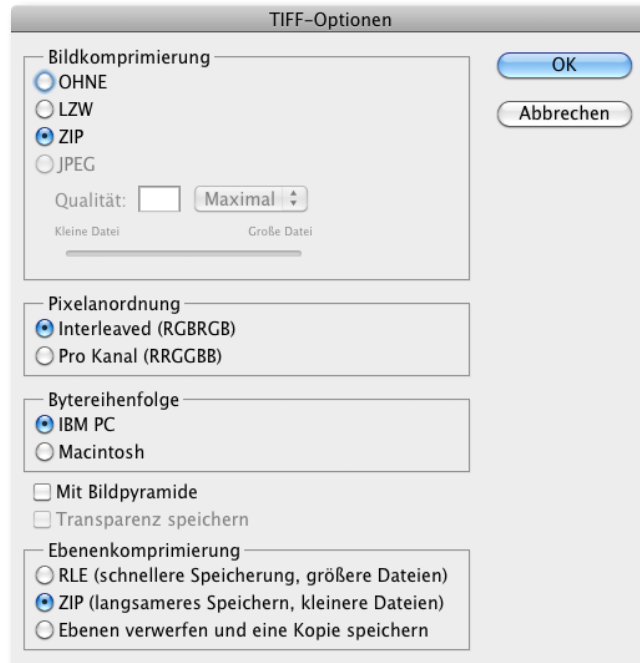 TIFF-Optionen
Bildkomprimierung
OHNE
LZW
ZIP
JPEG
Qualität: Maximal
Kleine Datei Große Datei
OK
Abbrechen
Pixelanordnung
Interleaved (RGBRGB)
Pro Kanal (RRGGBB)
Bytereihenfolge
IBM PC
Macintosh
Mit Bildpyramide
Transparenz speichern
Ebenenkomprimierung
RLE (schnellere Speicherung, größere Dateien)
ZIP (langsameres Speichern, kleinere Dateien)
Ebenen verwerfen und eine Kopie speichern